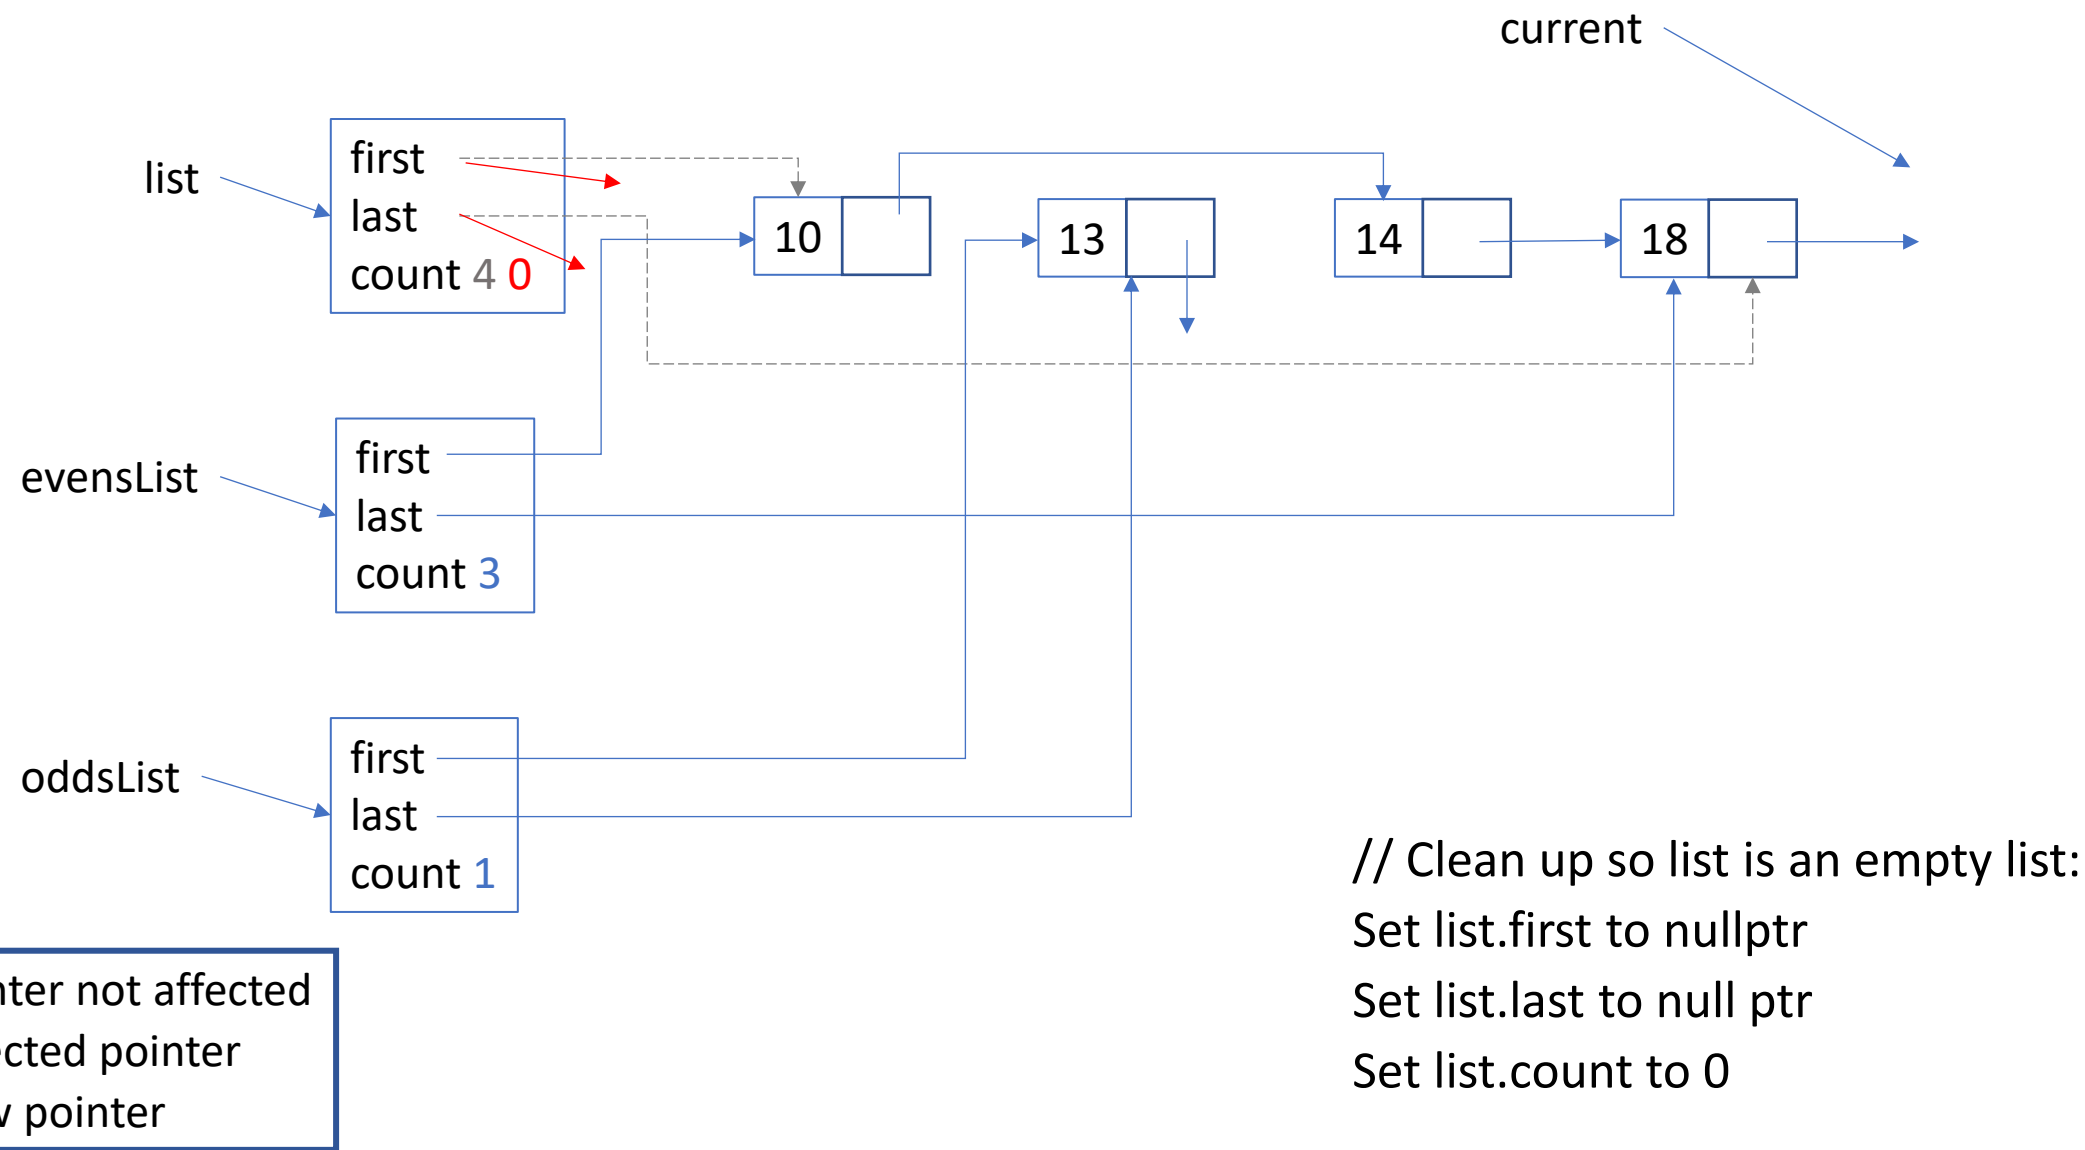 current
list
first
last
count 4 0
10
13
14
18
evensList
first
last
count 3
oddsList
first
last
count 1
// Clean up so list is an empty list:
Set list.first to nullptr
Set list.last to null ptr
Set list.count to 0
not affected
pointer
pointer